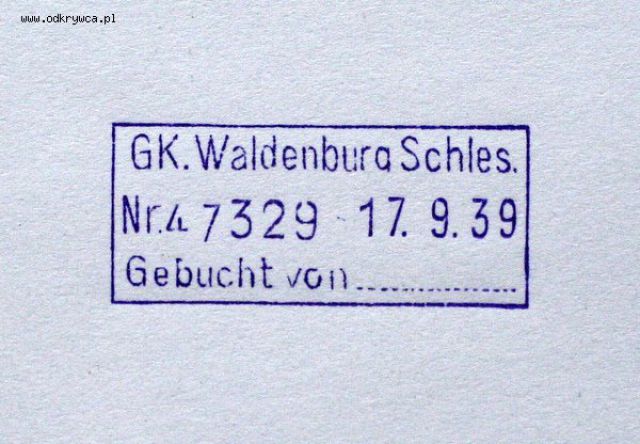 www.odkrywca.pl
GK. Waldenburg Schles.
Nr. 4 7329 17. 9. 39
Gebucht von